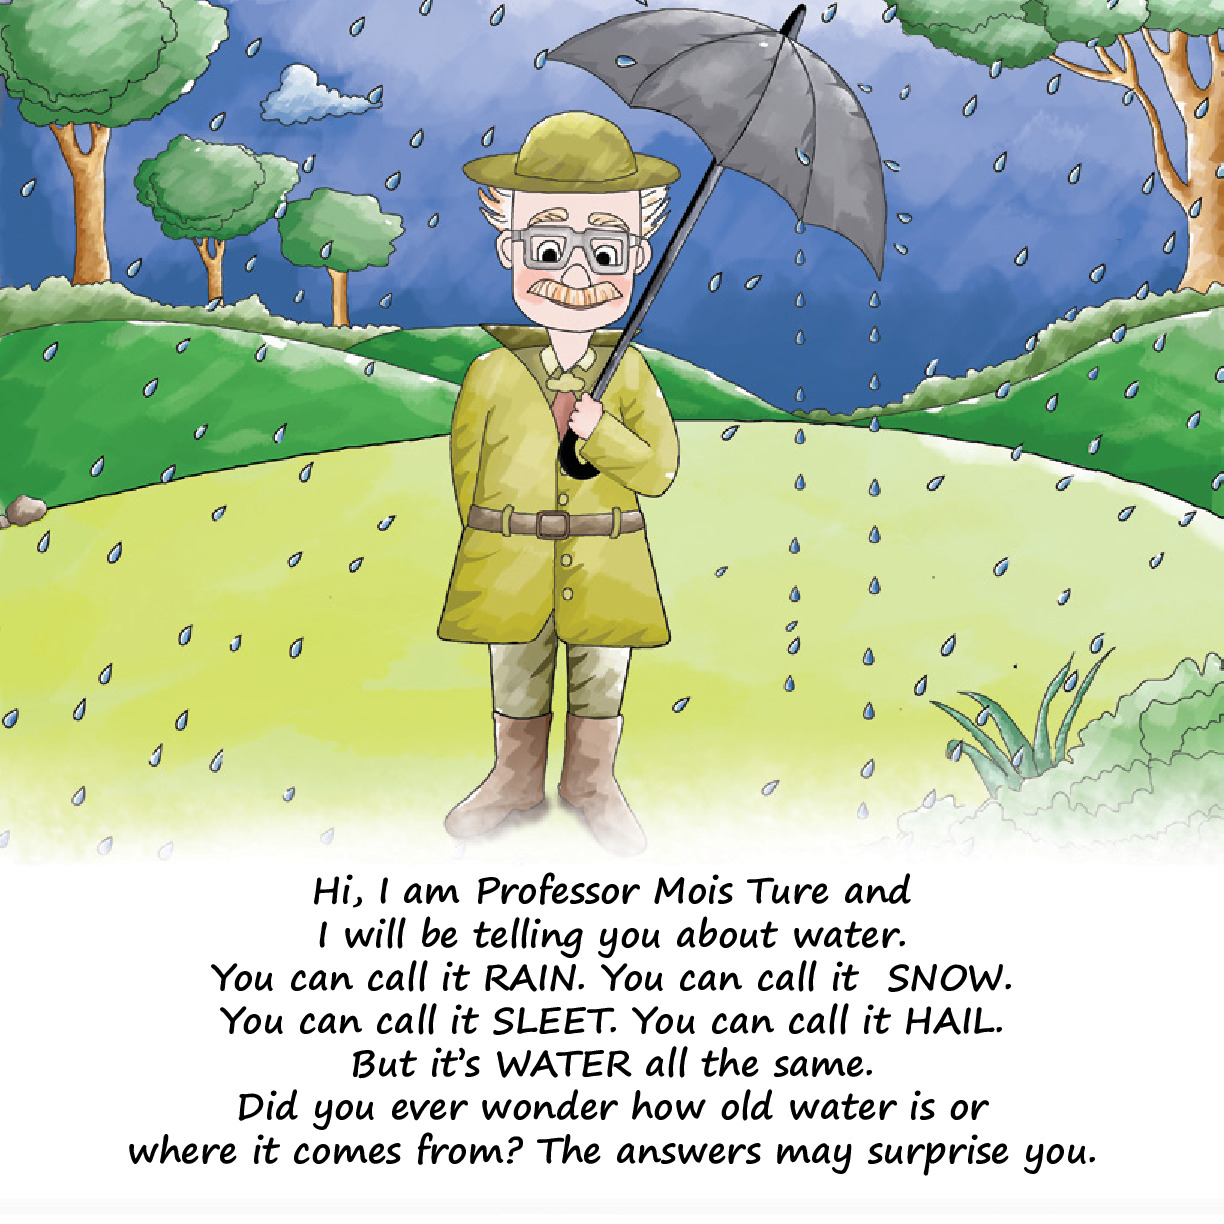 Hi, I am Professor Mois Ture and
I will be telling you about water.
You can call it RAIN. You can call it SNOW.
You can call it SLEET. You can call it HAIL.
But it's WATER all the same.
Did you ever wonder how old water is or
where it comes from? The answers may surprise you.